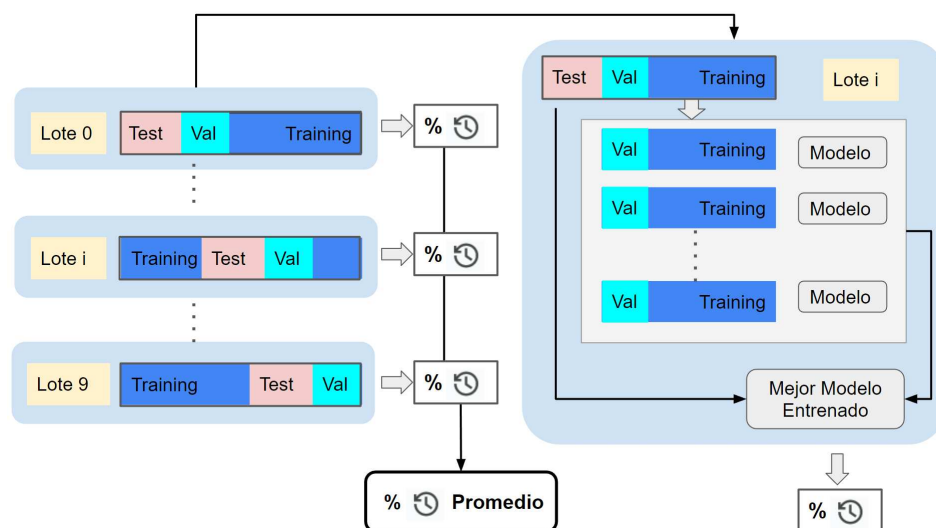 Lote 0
Test Val Training
%
Lote i
Training Test Val
%
Lote 9
Training Test Val
%
% Promedio
Test Val Training
Lote i
Val Training Modelo
Val Training Modelo
Val Training Modelo
Mejor Modelo
Entrenado
%